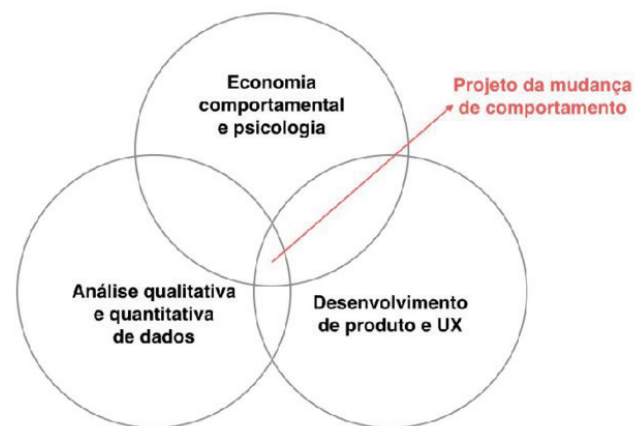 Economia
comportamental
e psicologia
Projeto da mudança
de comportamento
Análise qualitativa
e quantitativa
de dados
Desenvolvimento
de produto e UX